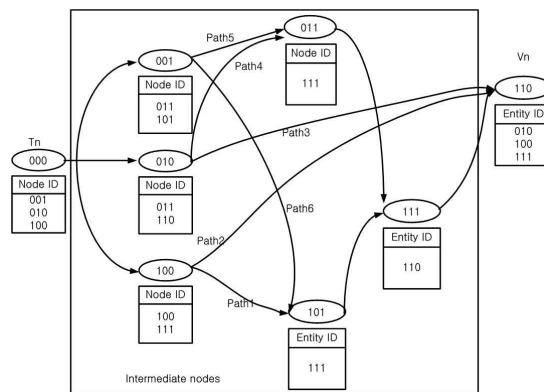 Tn
000
Node ID
001
010
100
001
Node ID
011
101
010
Node ID
011
110
100
Node ID
100
111
Path5
Path4
Path3
Path6
Path2
Path1
011
Node ID
111
101
Entity ID
111
111
Entity ID
110
Vn
110
Entity ID
010
100
111
Intermediate nodes